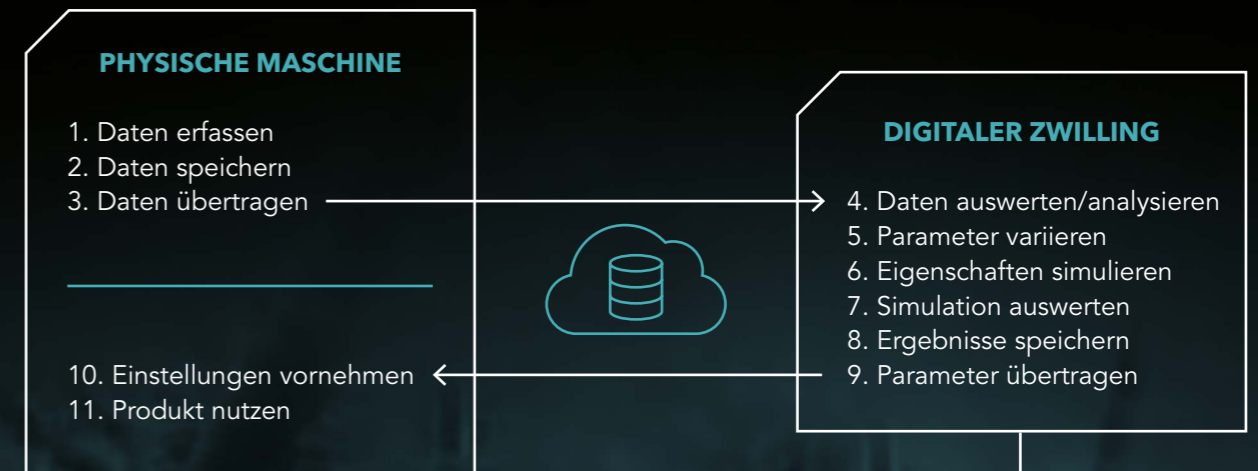 PHYSISCHE MASCHINE
1. Daten erfassen
2. Daten speichern
3. Daten übertragen
10. Einstellungen vornehmen
11. Produkt nutzen
DIGITALER ZWILLING
4. Daten auswerten/analysieren
5. Parameter variieren
6. Eigenschaften simulieren
7. Simulation auswerten
8. Ergebnisse speichern
9. Parameter übertragen